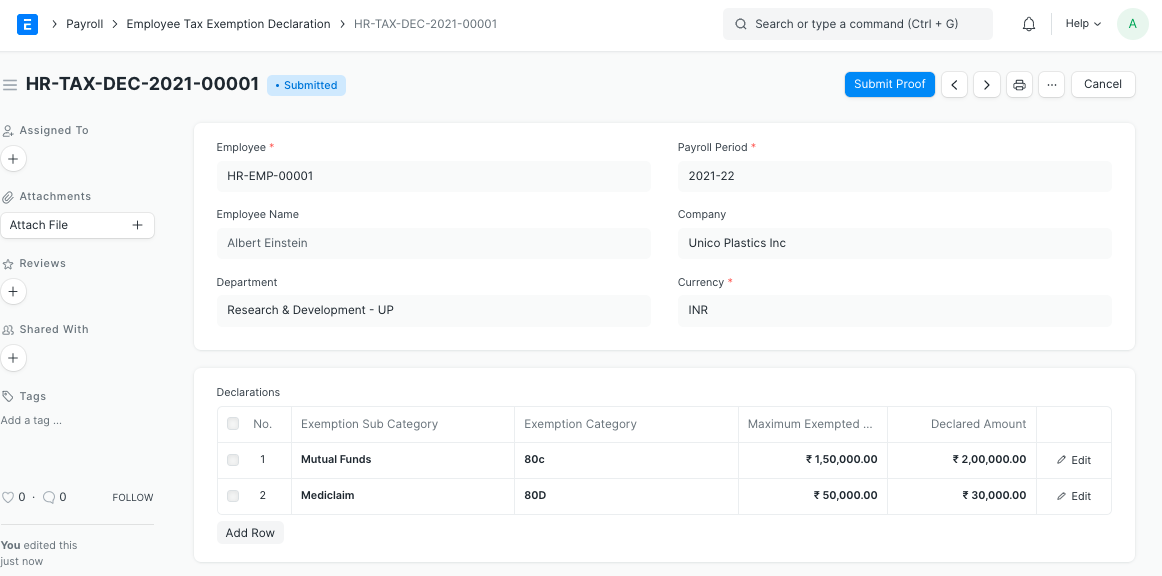 E Payroll Employee Tax Exemption Declaration HR-TAX-DEC-2021-00001 Search or type a command (Ctrl + G) Help A
HR-TAX-DEC-2021-00001 • Submitted Submit Proof ... Cancel
Assigned To
+
Attachments
Attach File +
Reviews
+
Shared With
+
Tags
Add a tag ...
0 · 0 FOLLOW
You edited this
just now
Employee * Payroll Period *
HR-EMP-00001 2021-22
Employee Name Company
Albert Einstein Unico Plastics Inc
Department Currency *
Research & Development - UP INR
Declarations
No. Exemption Sub Category Exemption Category Maximum Exempted ... Declared Amount
1 Mutual Funds 80c ₹ 1,50,000.00 ₹ 2,00,000.00 Edit
2 Mediclaim 80D ₹ 50,000.00 ₹ 30,000.00 Edit
Add Row